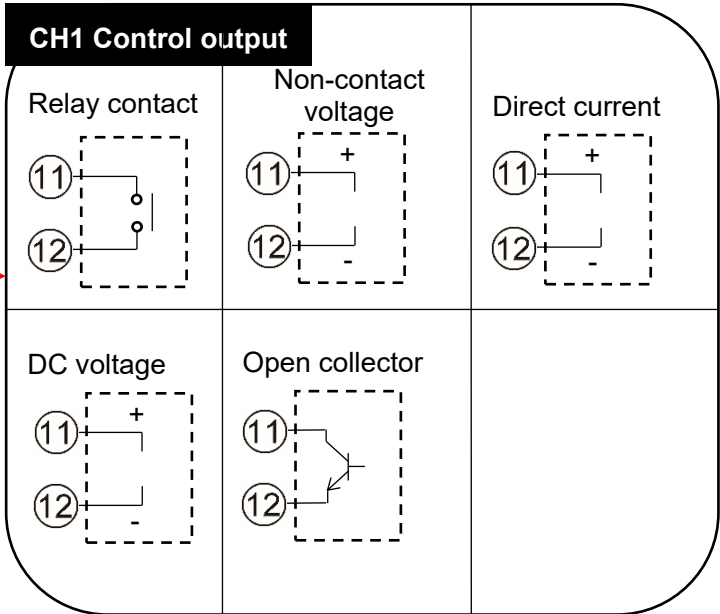 CH1 Control output
Relay contact
11
12
Non-contact
voltage
+
11
12
-
Direct current
+
11
12
-
DC voltage
+
11
12
-
Open collector
11
12